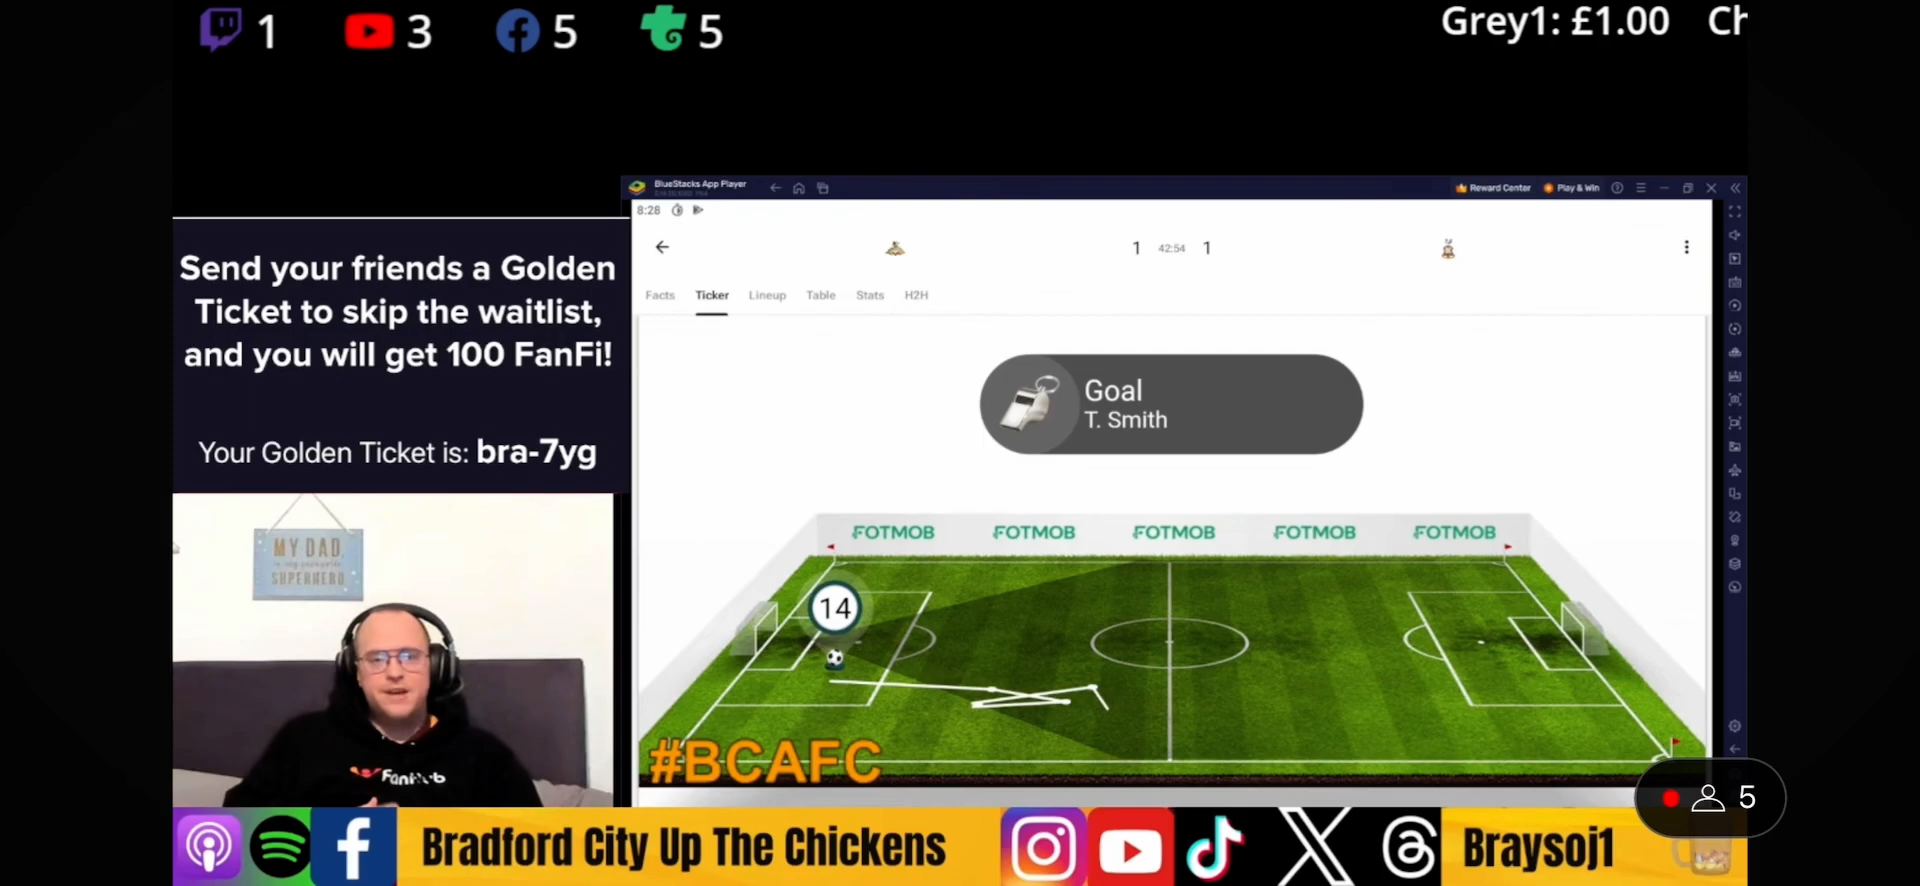 1 3 5 5
Grey1: £1.00 Ch
BlueStacks App Player
Reward Center Play & Win
8:28
1 42:54 1
Facts Ticker Lineup Table Stats H2H
Send your friends a Golden
Ticket to skip the waitlist,
and you will get 100 FanFi!
Your Golden Ticket is: bra-7yg
Goal
T. Smith
FOTMOB FOTMOB FOTMOB FOTMOB FOTMOB
14
MY DAD,
SUPERHERO
FanHub
#BCAFC
5
Bradford City Up The Chickens
Braysoj1